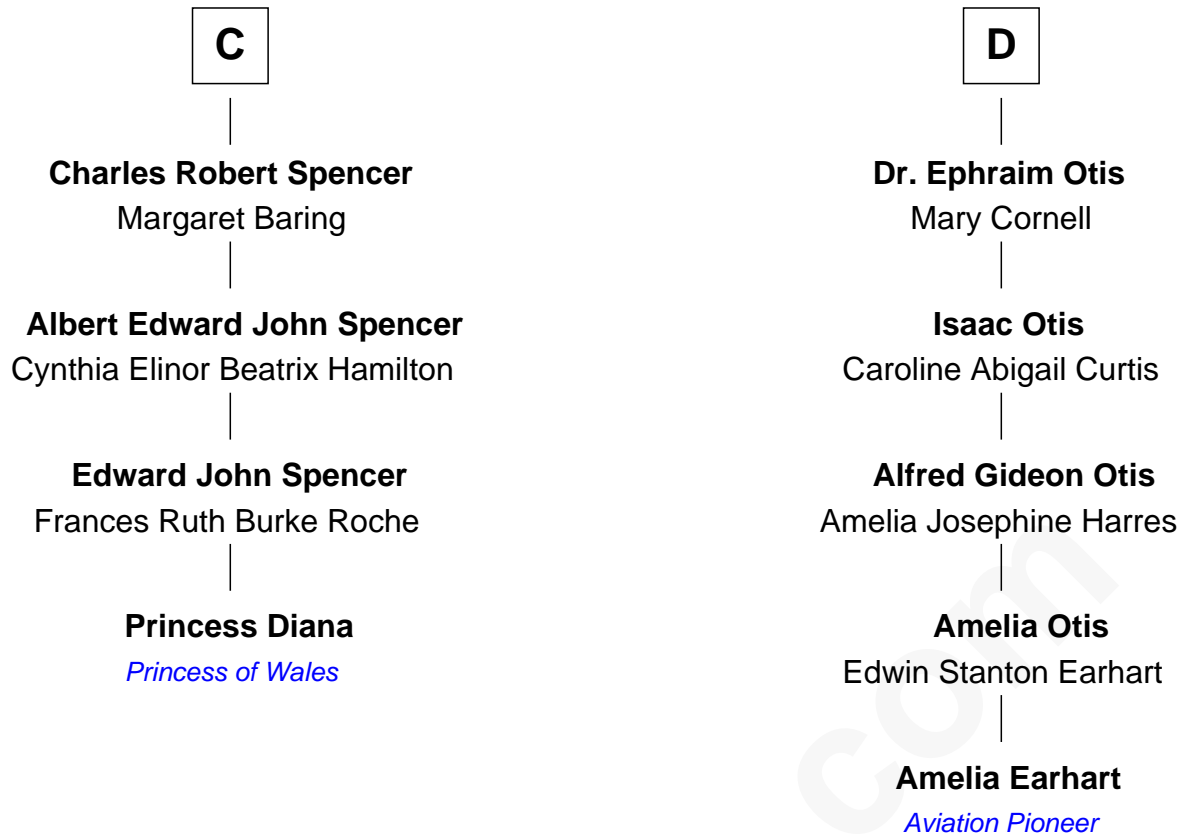 C
Charles Robert Spencer
Margaret Baring
Albert Edward John Spencer
Cynthia Elinor Beatrix Hamilton
Edward John Spencer
Frances Ruth Burke Roche
Princess Diana
Princess of Wales
D
Dr. Ephraim Otis
Mary Cornell
Isaac Otis
Caroline Abigail Curtis
Alfred Gideon Otis
Amelia Josephine Harres
Amelia Otis
Edwin Stanton Earhart
Amelia Earhart
Aviation Pioneer
com